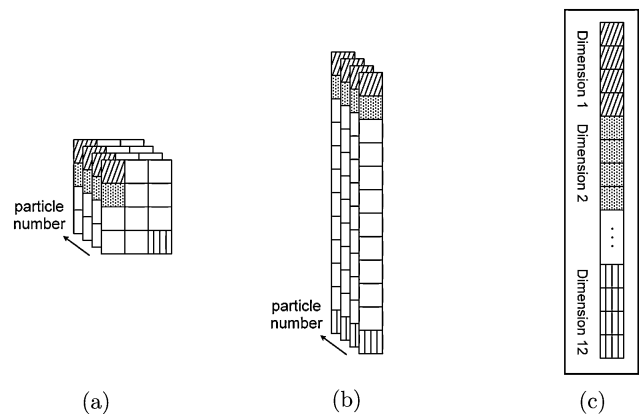 particle
number
(a)
particle
number
(b)
Dimension 1
Dimension 2
...
Dimension 12
(c)